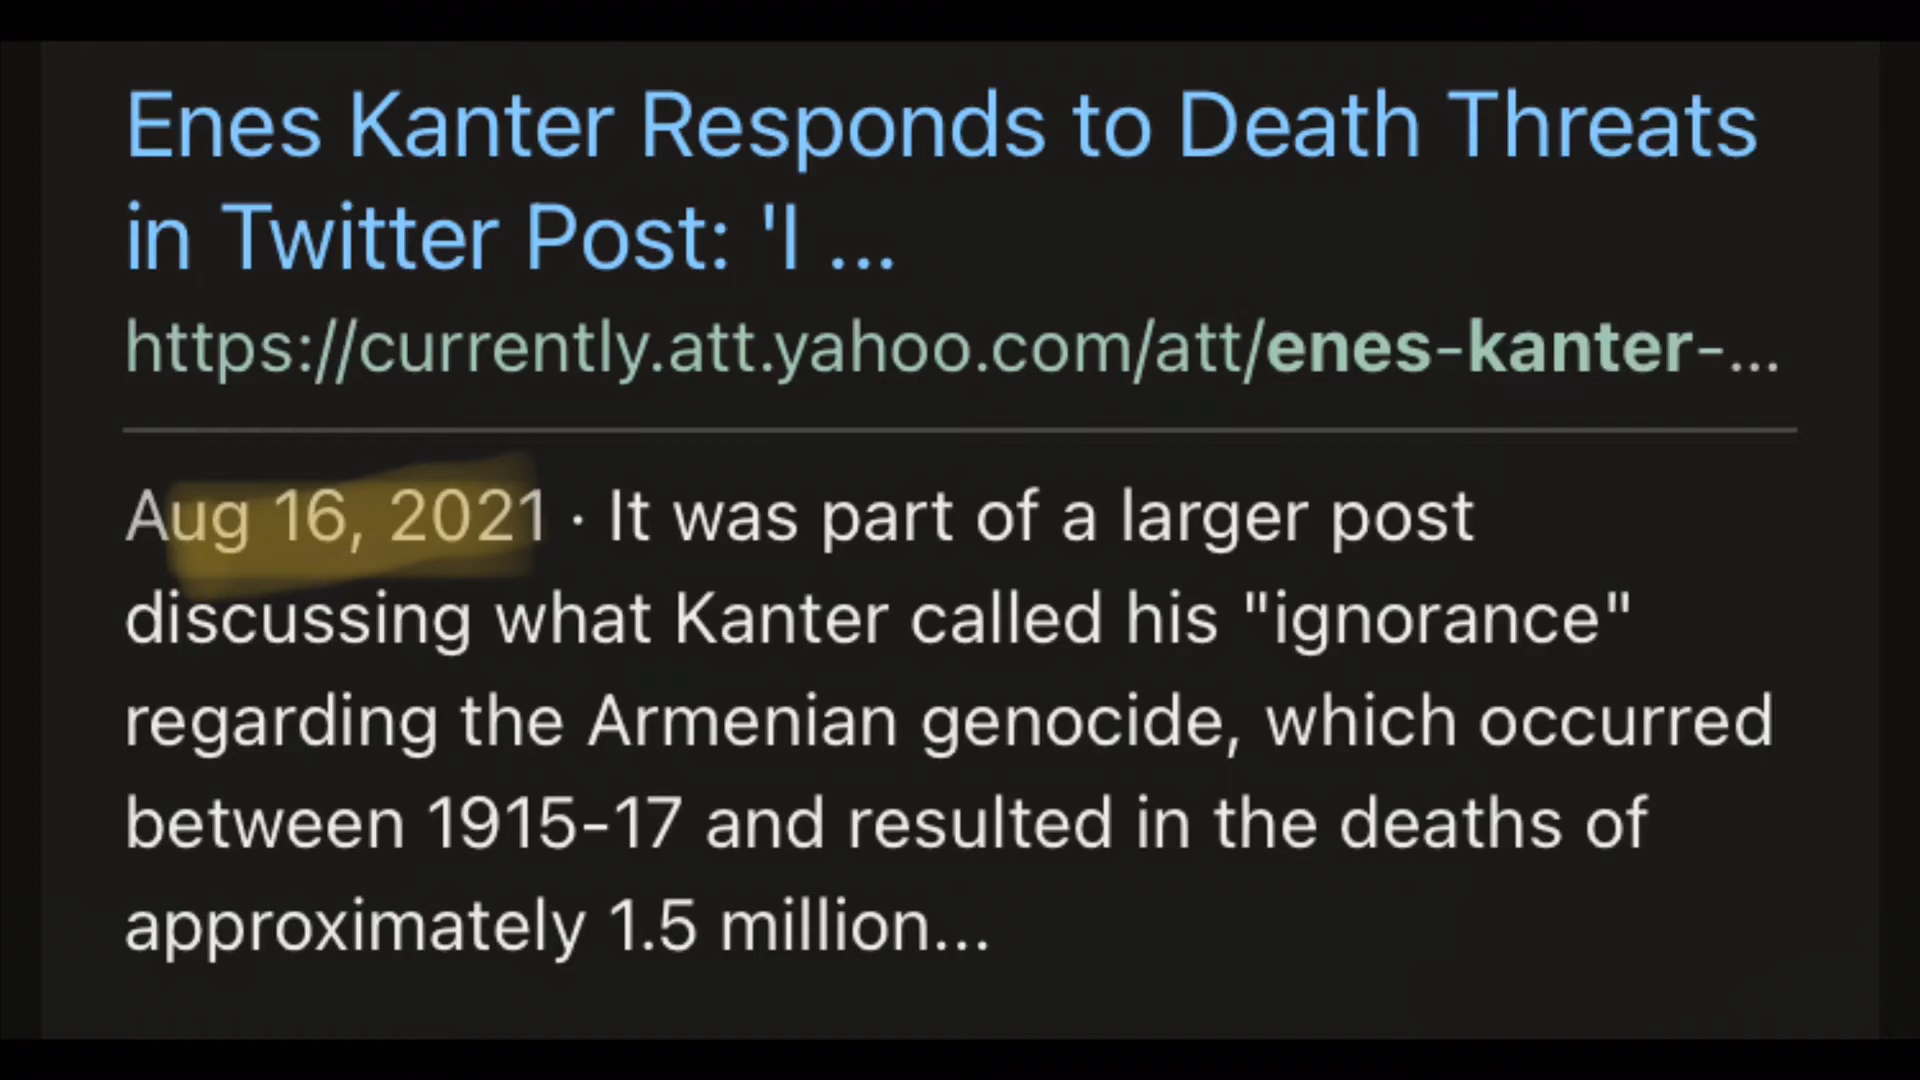 Enes Kanter Responds to Death Threats
in Twitter Post: 'I ...
https://currently.att.yahoo.com/att/enes-kanter-...
Aug 16, 2021 · It was part of a larger post
discussing what Kanter called his "ignorance"
regarding the Armenian genocide, which occurred
between 1915-17 and resulted in the deaths of
approximately 1.5 million...